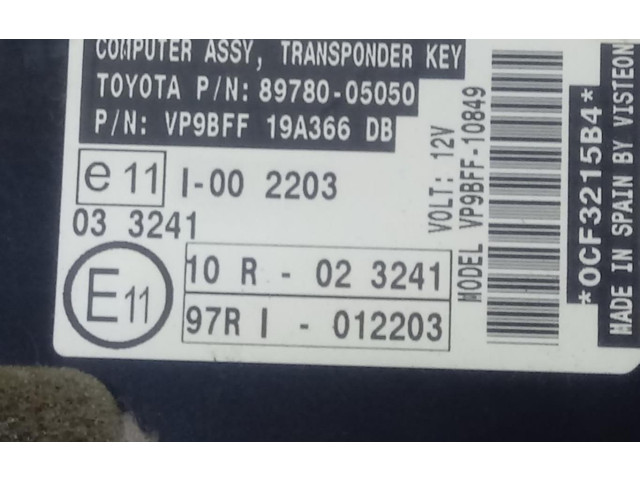 COMPUTER ASSY, TRANSPONDER KEY
TOYOTA P/N: 89780-05050
P/N: VP9BFF 19A366 DB
e 11 I-00 2203
03 3241
E11
10 R - 02 3241
97R I - 012203
VOLT: 12V
MODEL VP9BFF-10849
*0CF3215B4*
MADE IN SPAIN BY VISTEON